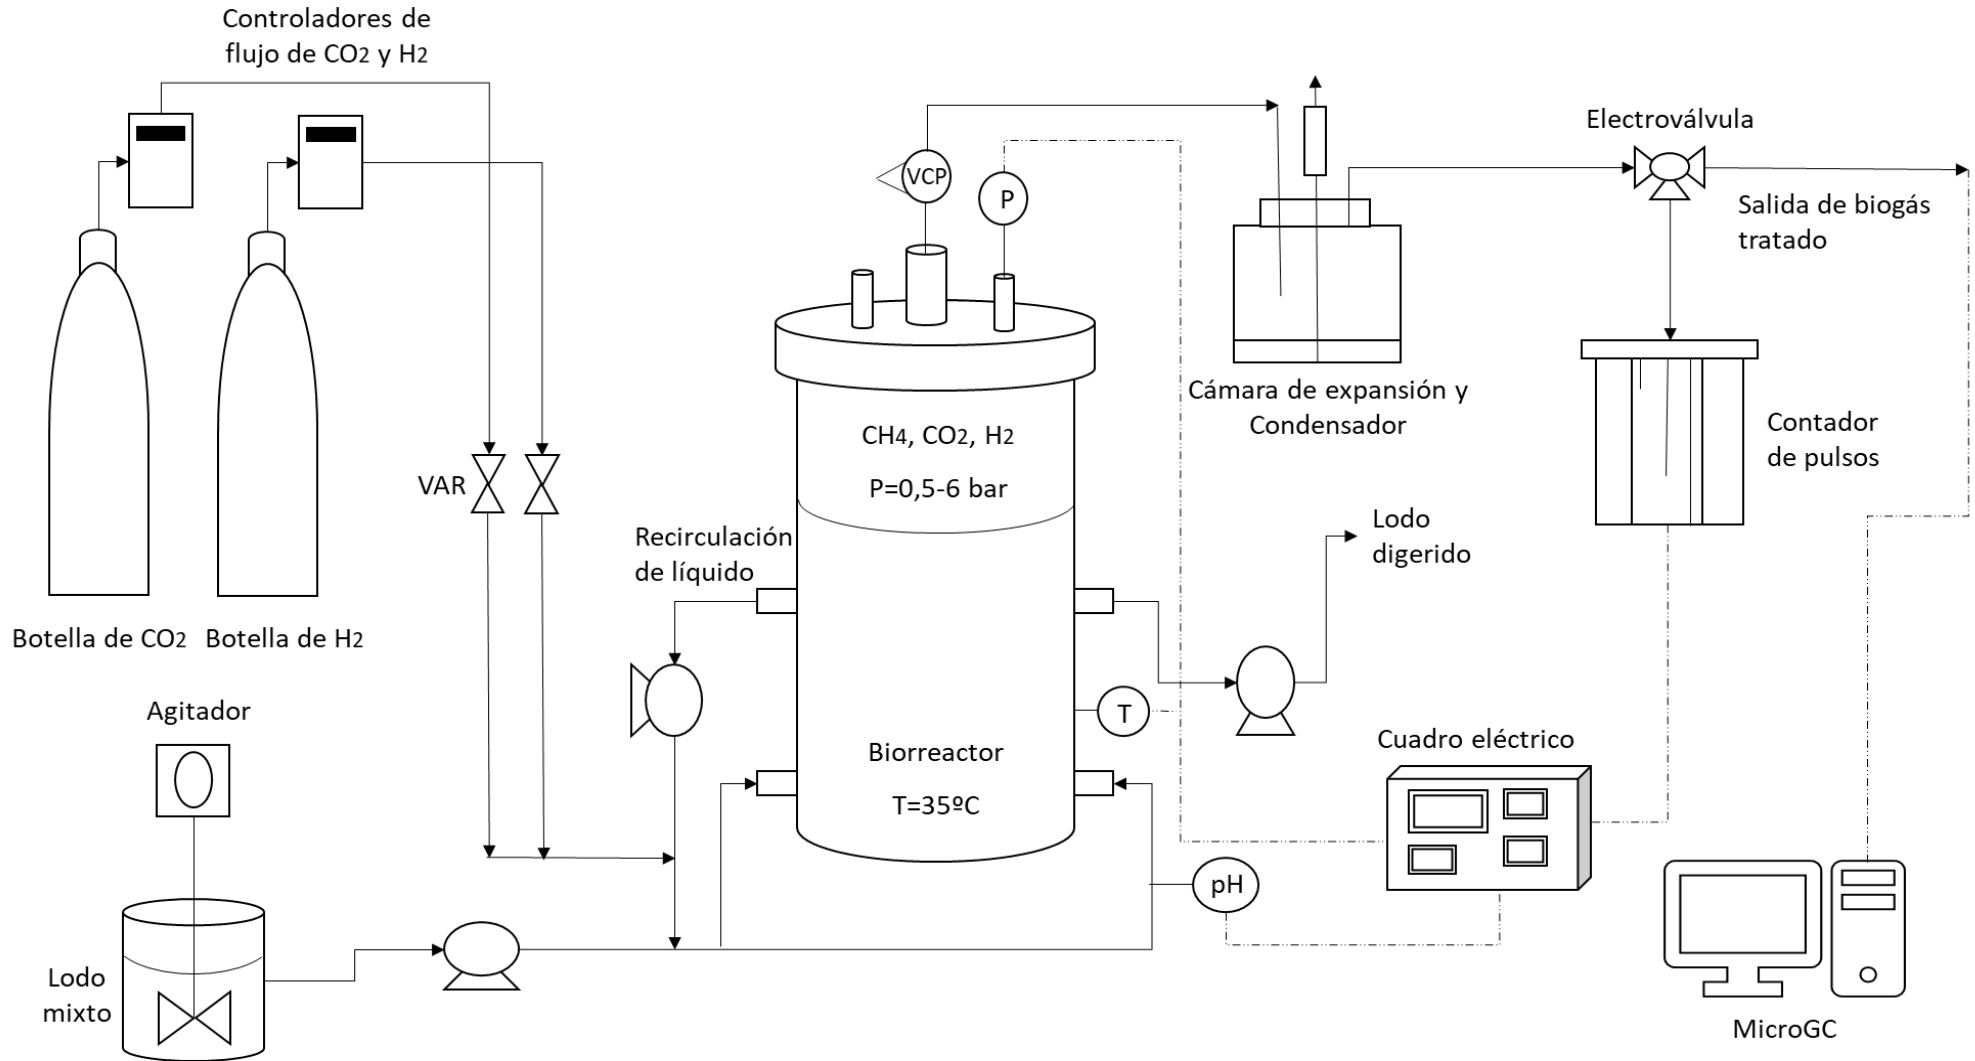 Controladores de
flujo de CO2 y H2
Electroválvula
VCP
P
Salida de biogás
tratado
Cámara de expansión y
Condensador
CH4, CO2, H2
P=0,5-6 bar
Contador
de pulsos
VAR
Recirculación
de líquido
Lodo
digerido
Botella de CO2
Botella de H2
Agitador
T
Cuadro eléctrico
Biorreactor
T=35ºC
pH
Lodo
mixto
MicroGC